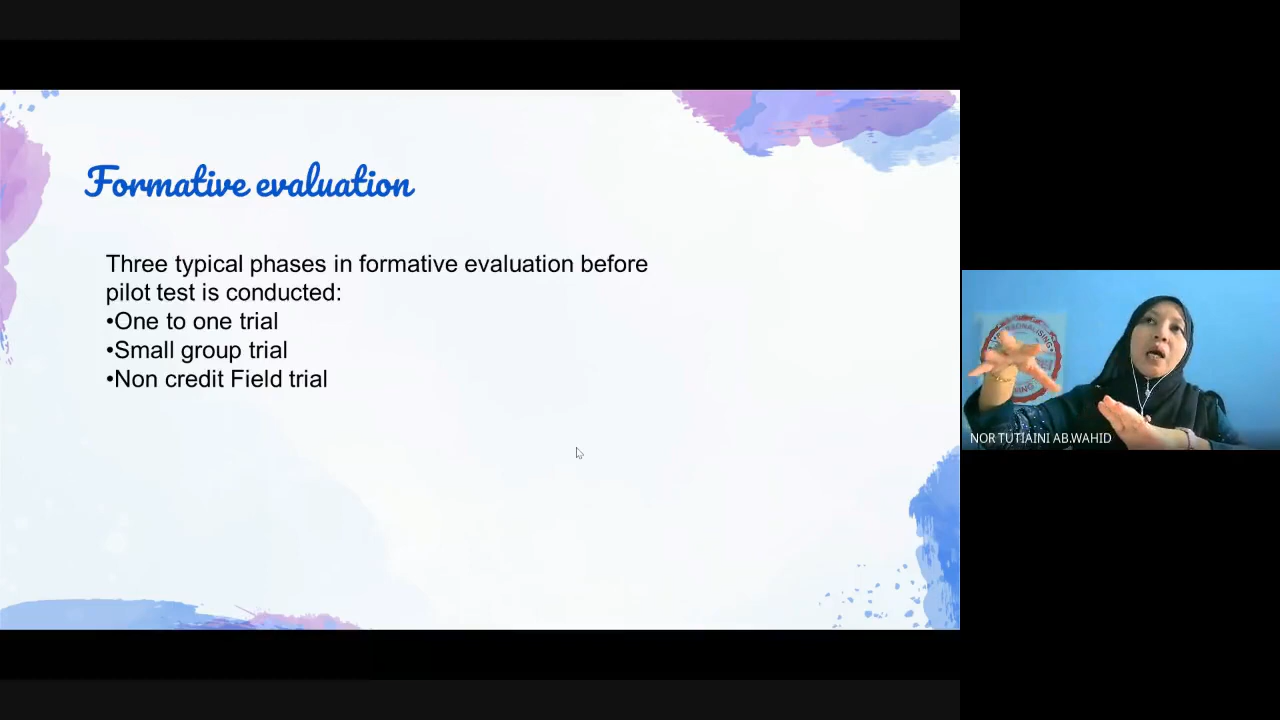 Formative evaluation
Three typical phases in formative evaluation before
pilot test is conducted:
•One to one trial
•Small group trial
•Non credit Field trial
NOR TUTIAINI AB.WAHID